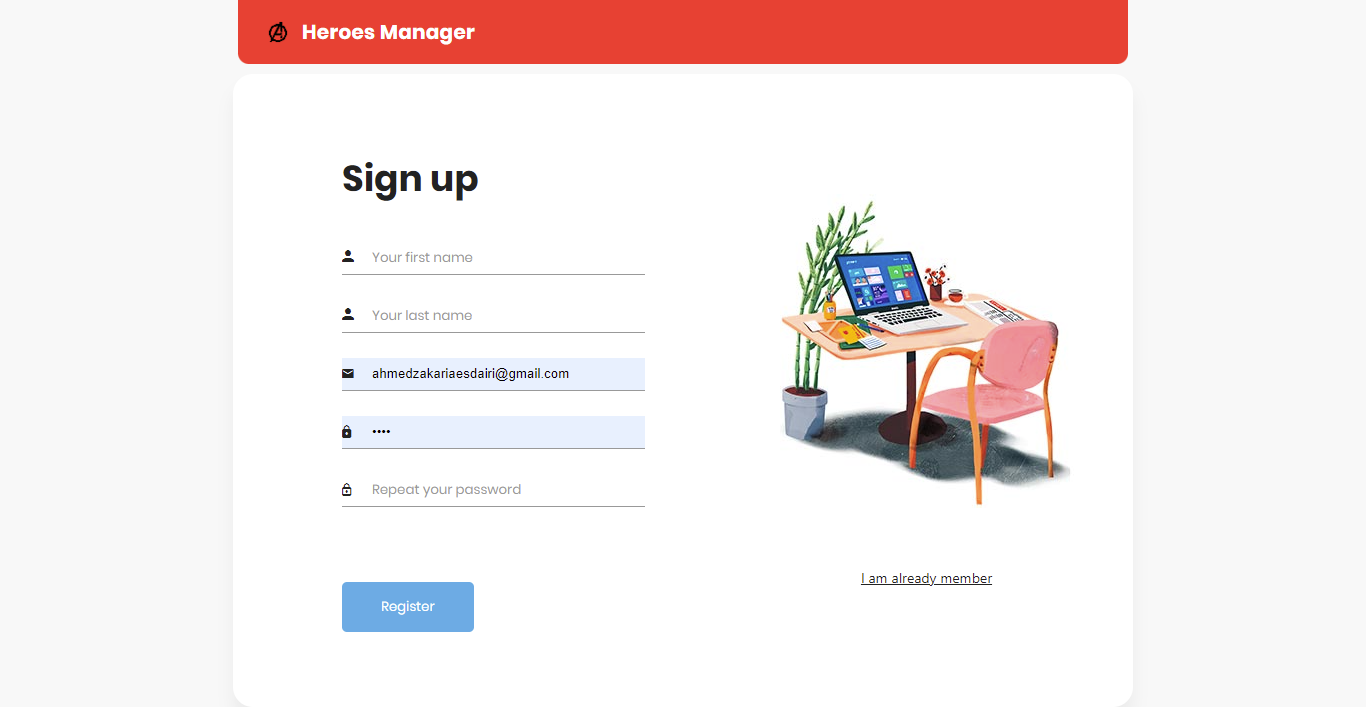 Heroes Manager
Sign up
Your first name
Your last name
ahmedzakariaesdairi@gmail.com
••••
Repeat your password
I am already member
Register